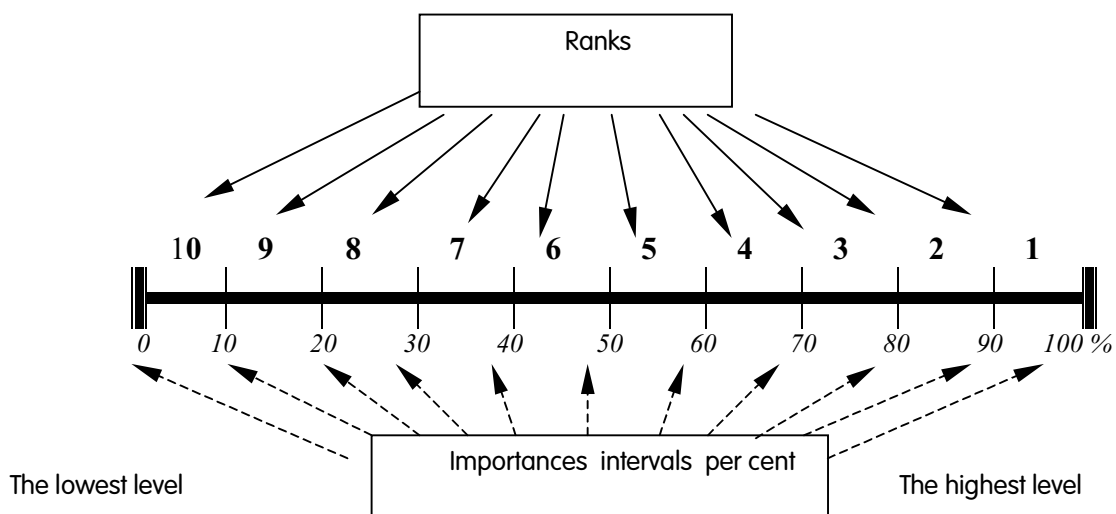 Ranks
10 9 8 7 6 5 4 3 2 1
0 10 20 30 40 50 60 70 80 90 100 %
Importances intervals per cent
The lowest level The highest level